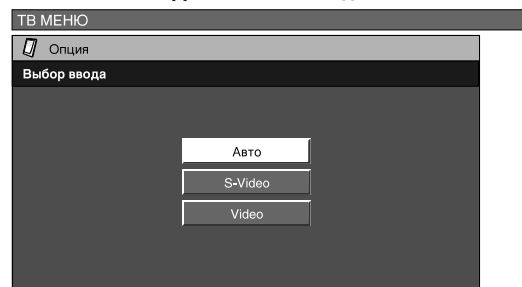 ТВ МЕНЮ
Опция
Выбор ввода
Авто
S-Video
Video